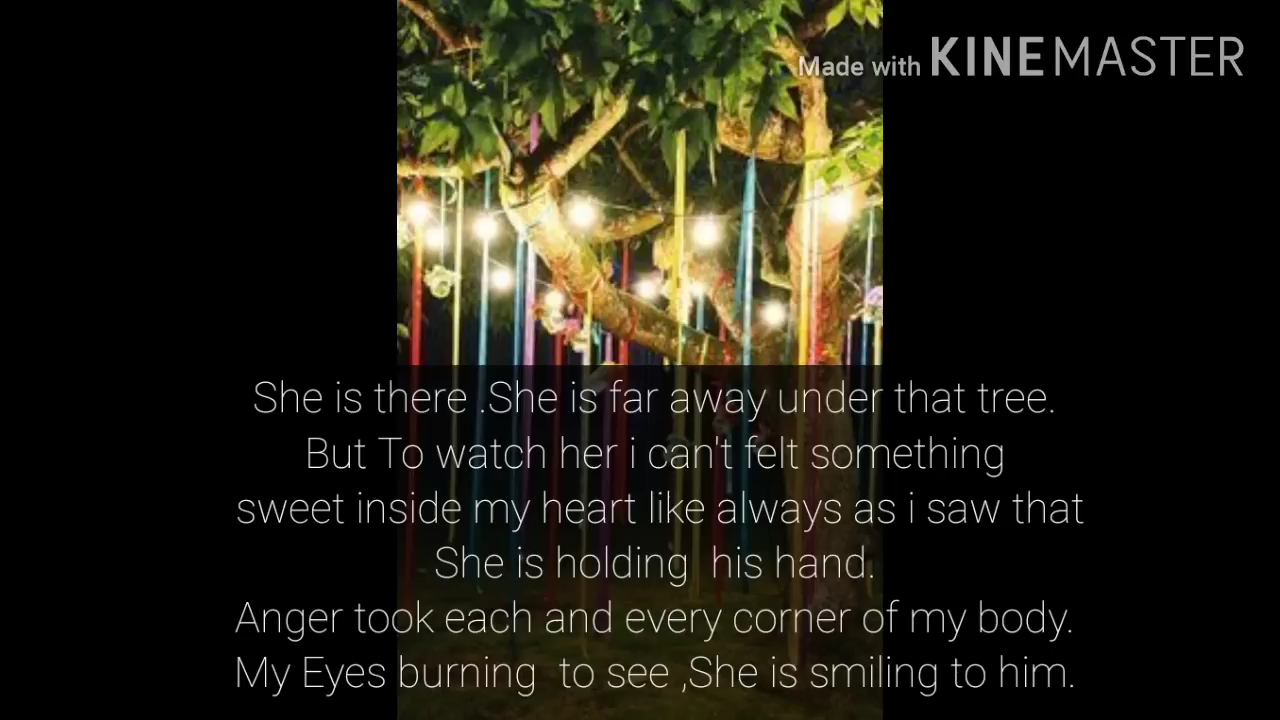 Made with KINEMASTER
She is there .She is far away under that tree.
But To watch her i can't felt something
sweet inside my heart like always as i saw that
She is holding  his hand.
Anger took each and every corner of my body.
My Eyes burning  to see ,She is smiling to him.